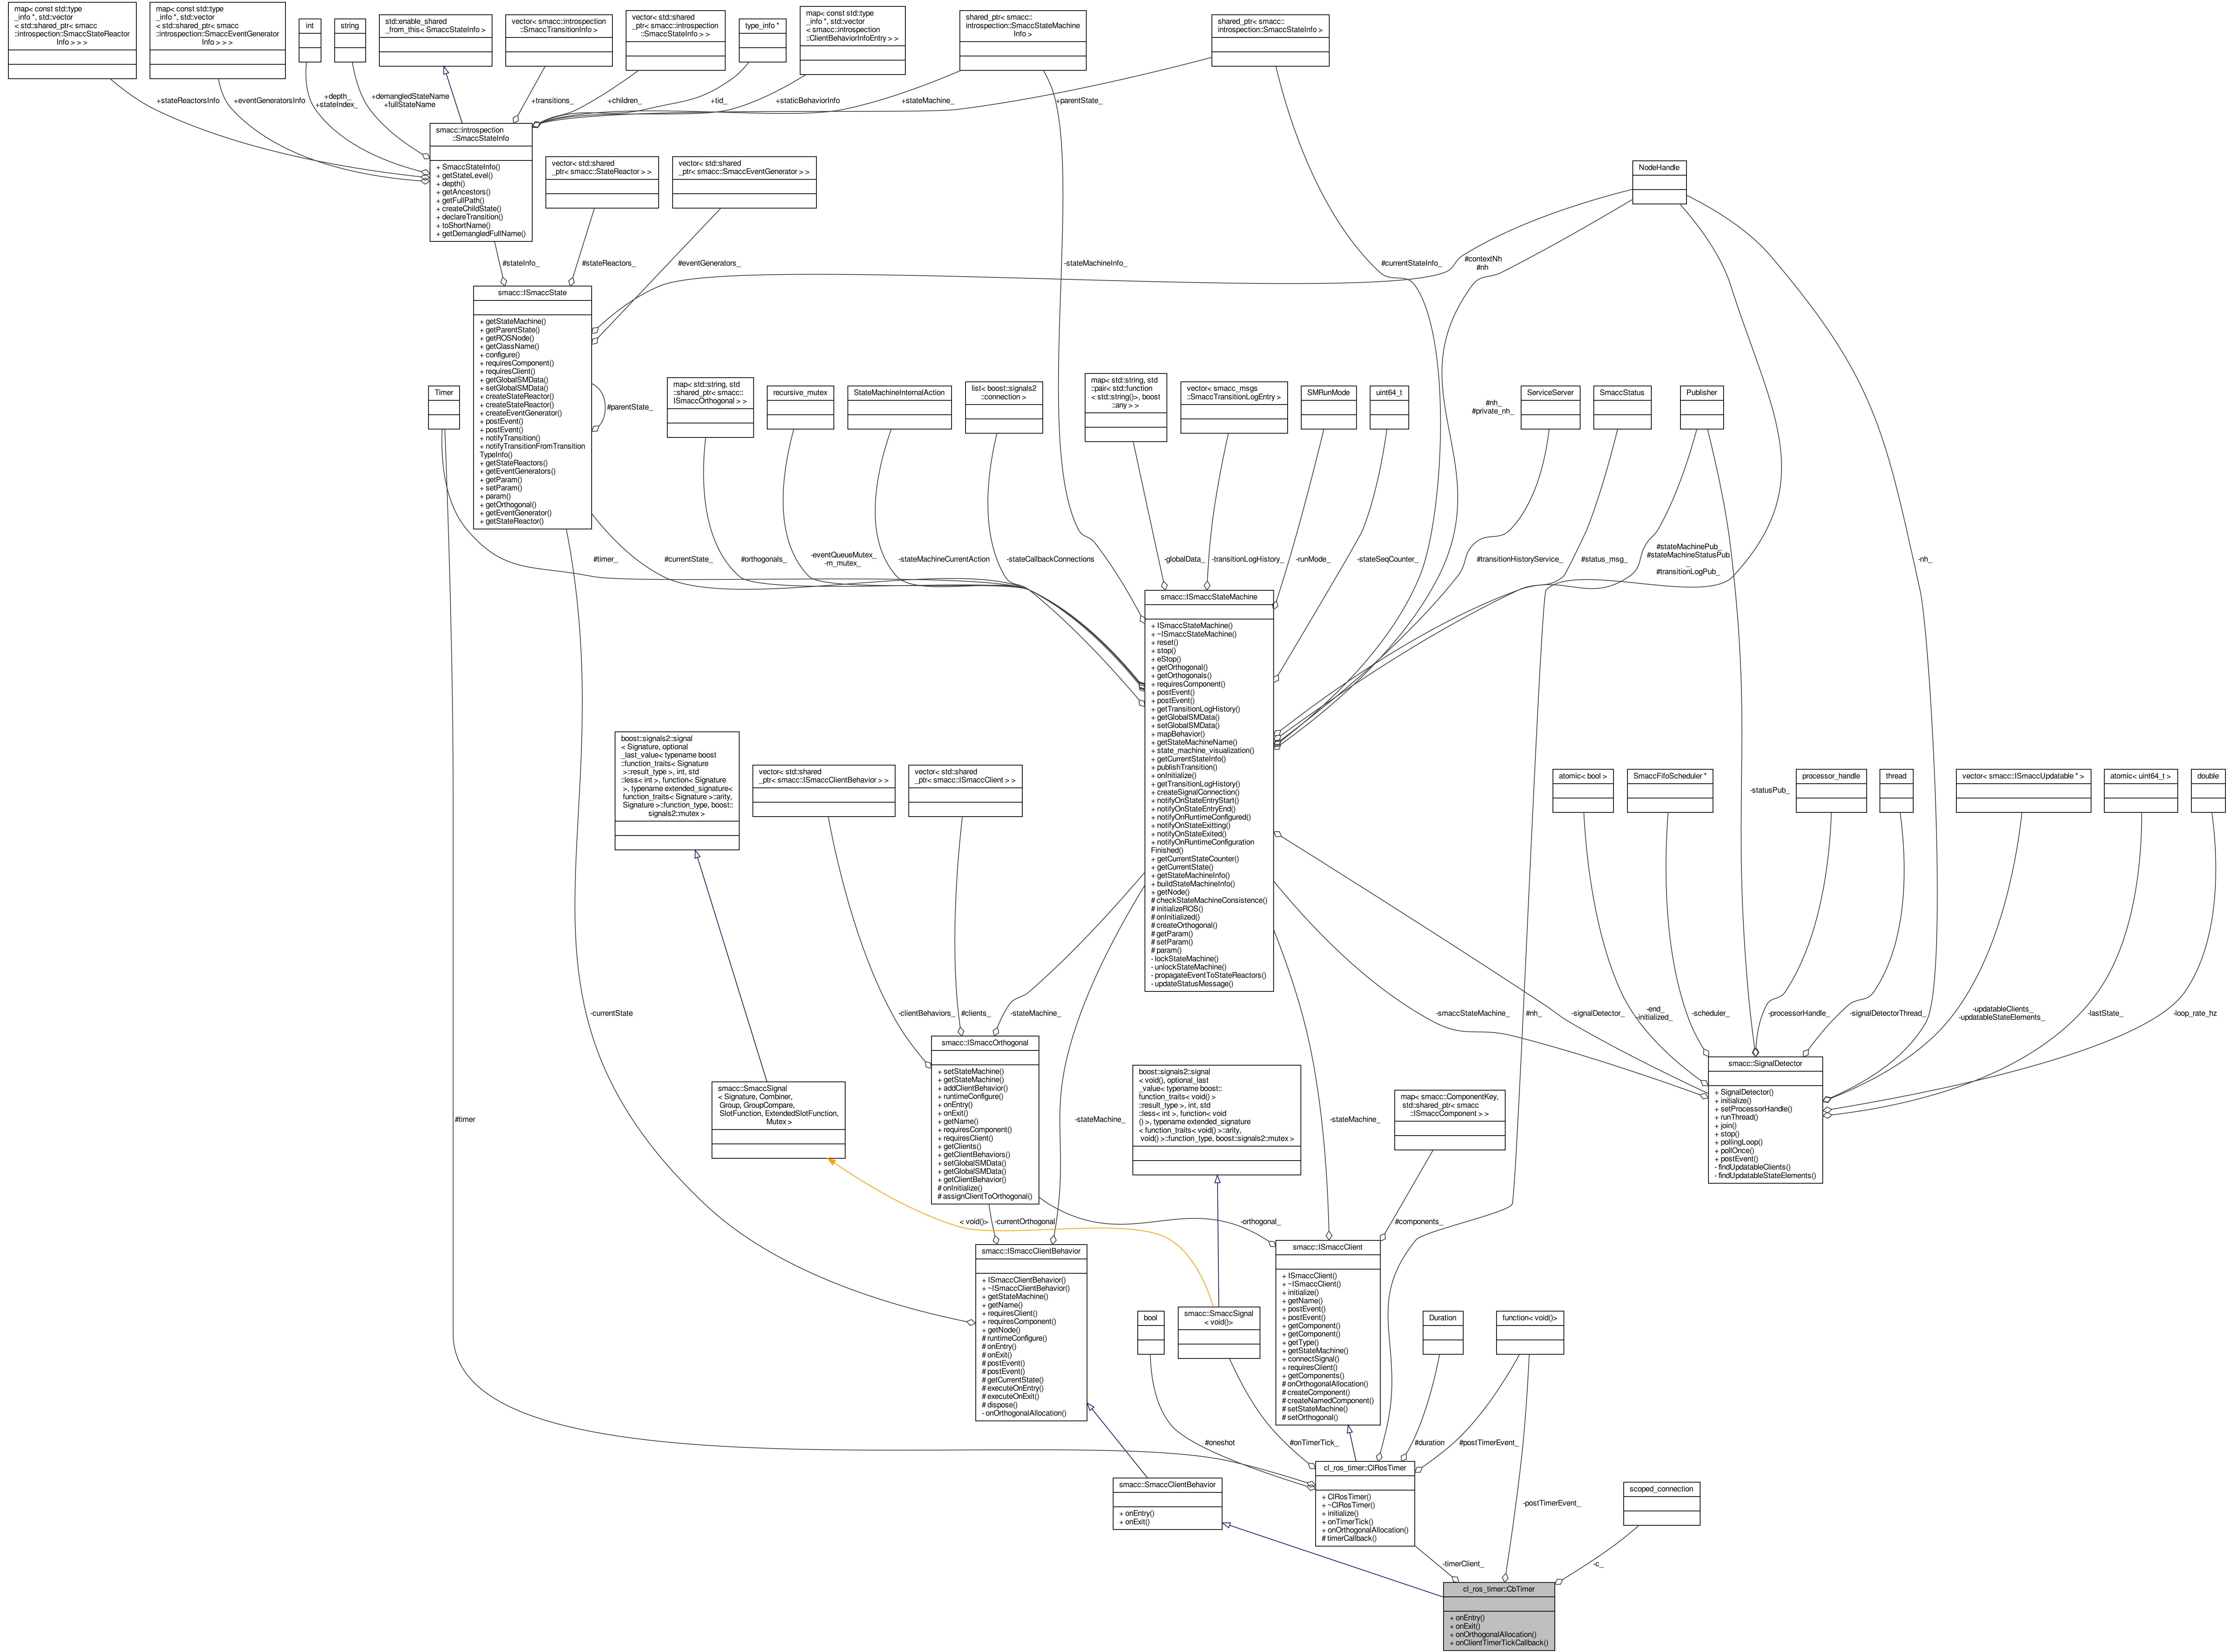 map< const std::type
_info *, std::vector
< std::shared_ptr< smacc
::introspection::SmaccStateReactor
Info > > >
map< const std::type
_info *, std::vector
< std::shared_ptr< smacc
::introspection::SmaccEventGenerator
Info > > >
int
string
std::enable_shared
_from_this< SmaccStateInfo >
vector< smacc::introspection
::SmaccTransitionInfo >
vector< std::shared
_ptr< smacc::introspection
::SmaccStateInfo > >
type_info *
map< const std::type
_info *, std::vector
< smacc::introspection
::ClientBehaviorInfoEntry > >
shared_ptr< smacc::
introspection::SmaccStateMachine
Info >
shared_ptr< smacc::
introspection::SmaccStateInfo >
+stateReactorsInfo
+eventGeneratorsInfo
+depth_
+stateIndex_
+demangledStateName
+fullStateName
+transitions_
+children_
+tid_
+staticBehaviorInfo
+stateMachine_
+parentState_
smacc::introspection
::SmaccStateInfo
+ SmaccStateInfo()
+ getStateLevel()
+ depth()
+ getAncestors()
+ getFullPath()
+ createChildState()
+ declareTransition()
+ toShortName()
+ getDemangledFullName()
vector< std::shared
_ptr< smacc::StateReactor > >
vector< std::shared
_ptr< smacc::SmaccEventGenerator > >
NodeHandle
#stateInfo_
#stateReactors_
#eventGenerators_
-stateMachineInfo_
#currentStateInfo_
#contextNh
#nh
smacc::ISmaccState
+ getStateMachine()
+ getParentState()
+ getROSNode()
+ getClassName()
+ configure()
+ requiresComponent()
+ requiresClient()
+ getGlobalSMData()
+ setGlobalSMData()
+ createStateReactor()
+ createStateReactor()
+ createEventGenerator()
+ postEvent()
+ postEvent()
+ notifyTransition()
+ notifyTransitionFromTransition
TypeInfo()
+ getStateReactors()
+ getEventGenerators()
+ getParam()
+ setParam()
+ param()
+ getOrthogonal()
+ getEventGenerator()
+ getStateReactor()
#parentState_
Timer
map< std::string, std
::shared_ptr< smacc::
ISmaccOrthogonal > >
recursive_mutex
StateMachineInternalAction
list< boost::signals2
::connection >
map< std::string, std
::pair< std::function
< std::string()>, boost
::any > >
vector< smacc_msgs
::SmaccTransitionLogEntry >
SMRunMode
uint64_t
#nh_
#private_nh_
ServiceServer
SmaccStatus
Publisher
#timer_
#currentState_
#orthogonals_
-eventQueueMutex_
-m_mutex_
-stateMachineCurrentAction
-stateCallbackConnections
-globalData_
-transitionLogHistory_
-runMode_
-stateSeqCounter_
#transitionHistoryService_
#status_msg_
#stateMachinePub_
#stateMachineStatusPub
_
#transitionLogPub_
-nh_
smacc::ISmaccStateMachine
+ ISmaccStateMachine()
+ ~ISmaccStateMachine()
+ reset()
+ stop()
+ eStop()
+ getOrthogonal()
+ getOrthogonals()
+ requiresComponent()
+ postEvent()
+ postEvent()
+ getTransitionLogHistory()
+ getGlobalSMData()
+ setGlobalSMData()
+ mapBehavior()
+ getStateMachineName()
+ state_machine_visualization()
+ getCurrentStateInfo()
+ publishTransition()
+ onInitialize()
+ getTransitionLogHistory()
+ createSignalConnection()
+ notifyOnStateEntryStart()
+ notifyOnStateEntryEnd()
+ notifyOnRuntimeConfigured()
+ notifyOnStateExitting()
+ notifyOnStateExited()
+ notifyOnRuntimeConfiguration
Finished()
+ getCurrentStateCounter()
+ getCurrentState()
+ getStateMachineInfo()
+ buildStateMachineInfo()
+ getNode()
# checkStateMachineConsistence()
# initializeROS()
# onInitialized()
# createOrthogonal()
# getParam()
# setParam()
# param()
- lockStateMachine()
- unlockStateMachine()
- propagateEventToStateReactors()
- updateStatusMessage()
boost::signals2::signal
< Signature, optional
_last_value< typename boost
::function_traits< Signature
>::result_type >, int, std
::less< int >, function< Signature
>, typename extended_signature<
function_traits< Signature >::arity,
Signature >::function_type, boost::
signals2::mutex >
vector< std::shared
_ptr< smacc::ISmaccClientBehavior > >
vector< std::shared
_ptr< smacc::ISmaccClient > >
atomic< bool >
SmaccFifoScheduler *
-statusPub_
processor_handle
thread
vector< smacc::ISmaccUpdatable * >
atomic< uint64_t >
double
-currentState
-clientBehaviors_
#clients_
-stateMachine_
-smaccStateMachine_
#nh_
-signalDetector_
-end_
-initialized_
-scheduler_
-processorHandle_
-signalDetectorThread_
-updatableClients_
-updatableStateElements_
-lastState_
-loop_rate_hz
smacc::ISmaccOrthogonal
+ setStateMachine()
+ getStateMachine()
+ addClientBehavior()
+ runtimeConfigure()
+ onEntry()
+ onExit()
+ getName()
+ requiresComponent()
+ requiresClient()
+ getClients()
+ getClientBehaviors()
+ setGlobalSMData()
+ getGlobalSMData()
+ getClientBehavior()
# onInitialize()
# assignClientToOrthogonal()
smacc::SignalDetector
+ SignalDetector()
+ initialize()
+ setProcessorHandle()
+ runThread()
+ join()
+ stop()
+ pollingLoop()
+ pollOnce()
+ postEvent()
- findUpdatableClients()
- findUpdatableStateElements()
#timer
smacc::SmaccSignal
< Signature, Combiner,
Group, GroupCompare,
SlotFunction, ExtendedSlotFunction,
Mutex >
-stateMachine_
boost::signals2::signal
< void(), optional_last
_value< typename boost::
function_traits< void() >
::result_type >, int, std
::less< int >, function< void
() >, typename extended_signature
< function_traits< void() >::arity,
void() >::function_type, boost::signals2::mutex >
-stateMachine_
map< smacc::ComponentKey,
std::shared_ptr< smacc
::ISmaccComponent > >
< void()>
-currentOrthogonal
-orthogonal_
#components_
smacc::ISmaccClientBehavior
+ ISmaccClientBehavior()
+ ~ISmaccClientBehavior()
+ getStateMachine()
+ getName()
+ requiresClient()
+ requiresComponent()
+ getNode()
# runtimeConfigure()
# onEntry()
# onExit()
# postEvent()
# postEvent()
# getCurrentState()
# executeOnEntry()
# executeOnExit()
# dispose()
- onOrthogonalAllocation()
smacc::ISmaccClient
+ ISmaccClient()
+ ~ISmaccClient()
+ initialize()
+ getName()
+ postEvent()
+ postEvent()
+ getComponent()
+ getComponent()
+ getType()
+ getStateMachine()
+ connectSignal()
+ requiresClient()
+ getComponents()
# onOrthogonalAllocation()
# createComponent()
# createNamedComponent()
# setStateMachine()
# setOrthogonal()
bool
smacc::SmaccSignal
< void()>
Duration
function< void()>
#oneshot
#onTimerTick_
#duration
#postTimerEvent_
smacc::SmaccClientBehavior
+ onEntry()
+ onExit()
cl_ros_timer::ClRosTimer
+ ClRosTimer()
+ ~ClRosTimer()
+ initialize()
+ onTimerTick()
+ onOrthogonalAllocation()
# timerCallback()
-postTimerEvent_
scoped_connection
-timerClient_
-c_
cl_ros_timer::CbTimer
+ onEntry()
+ onExit()
+ onOrthogonalAllocation()
+ onClientTimerTickCallback()